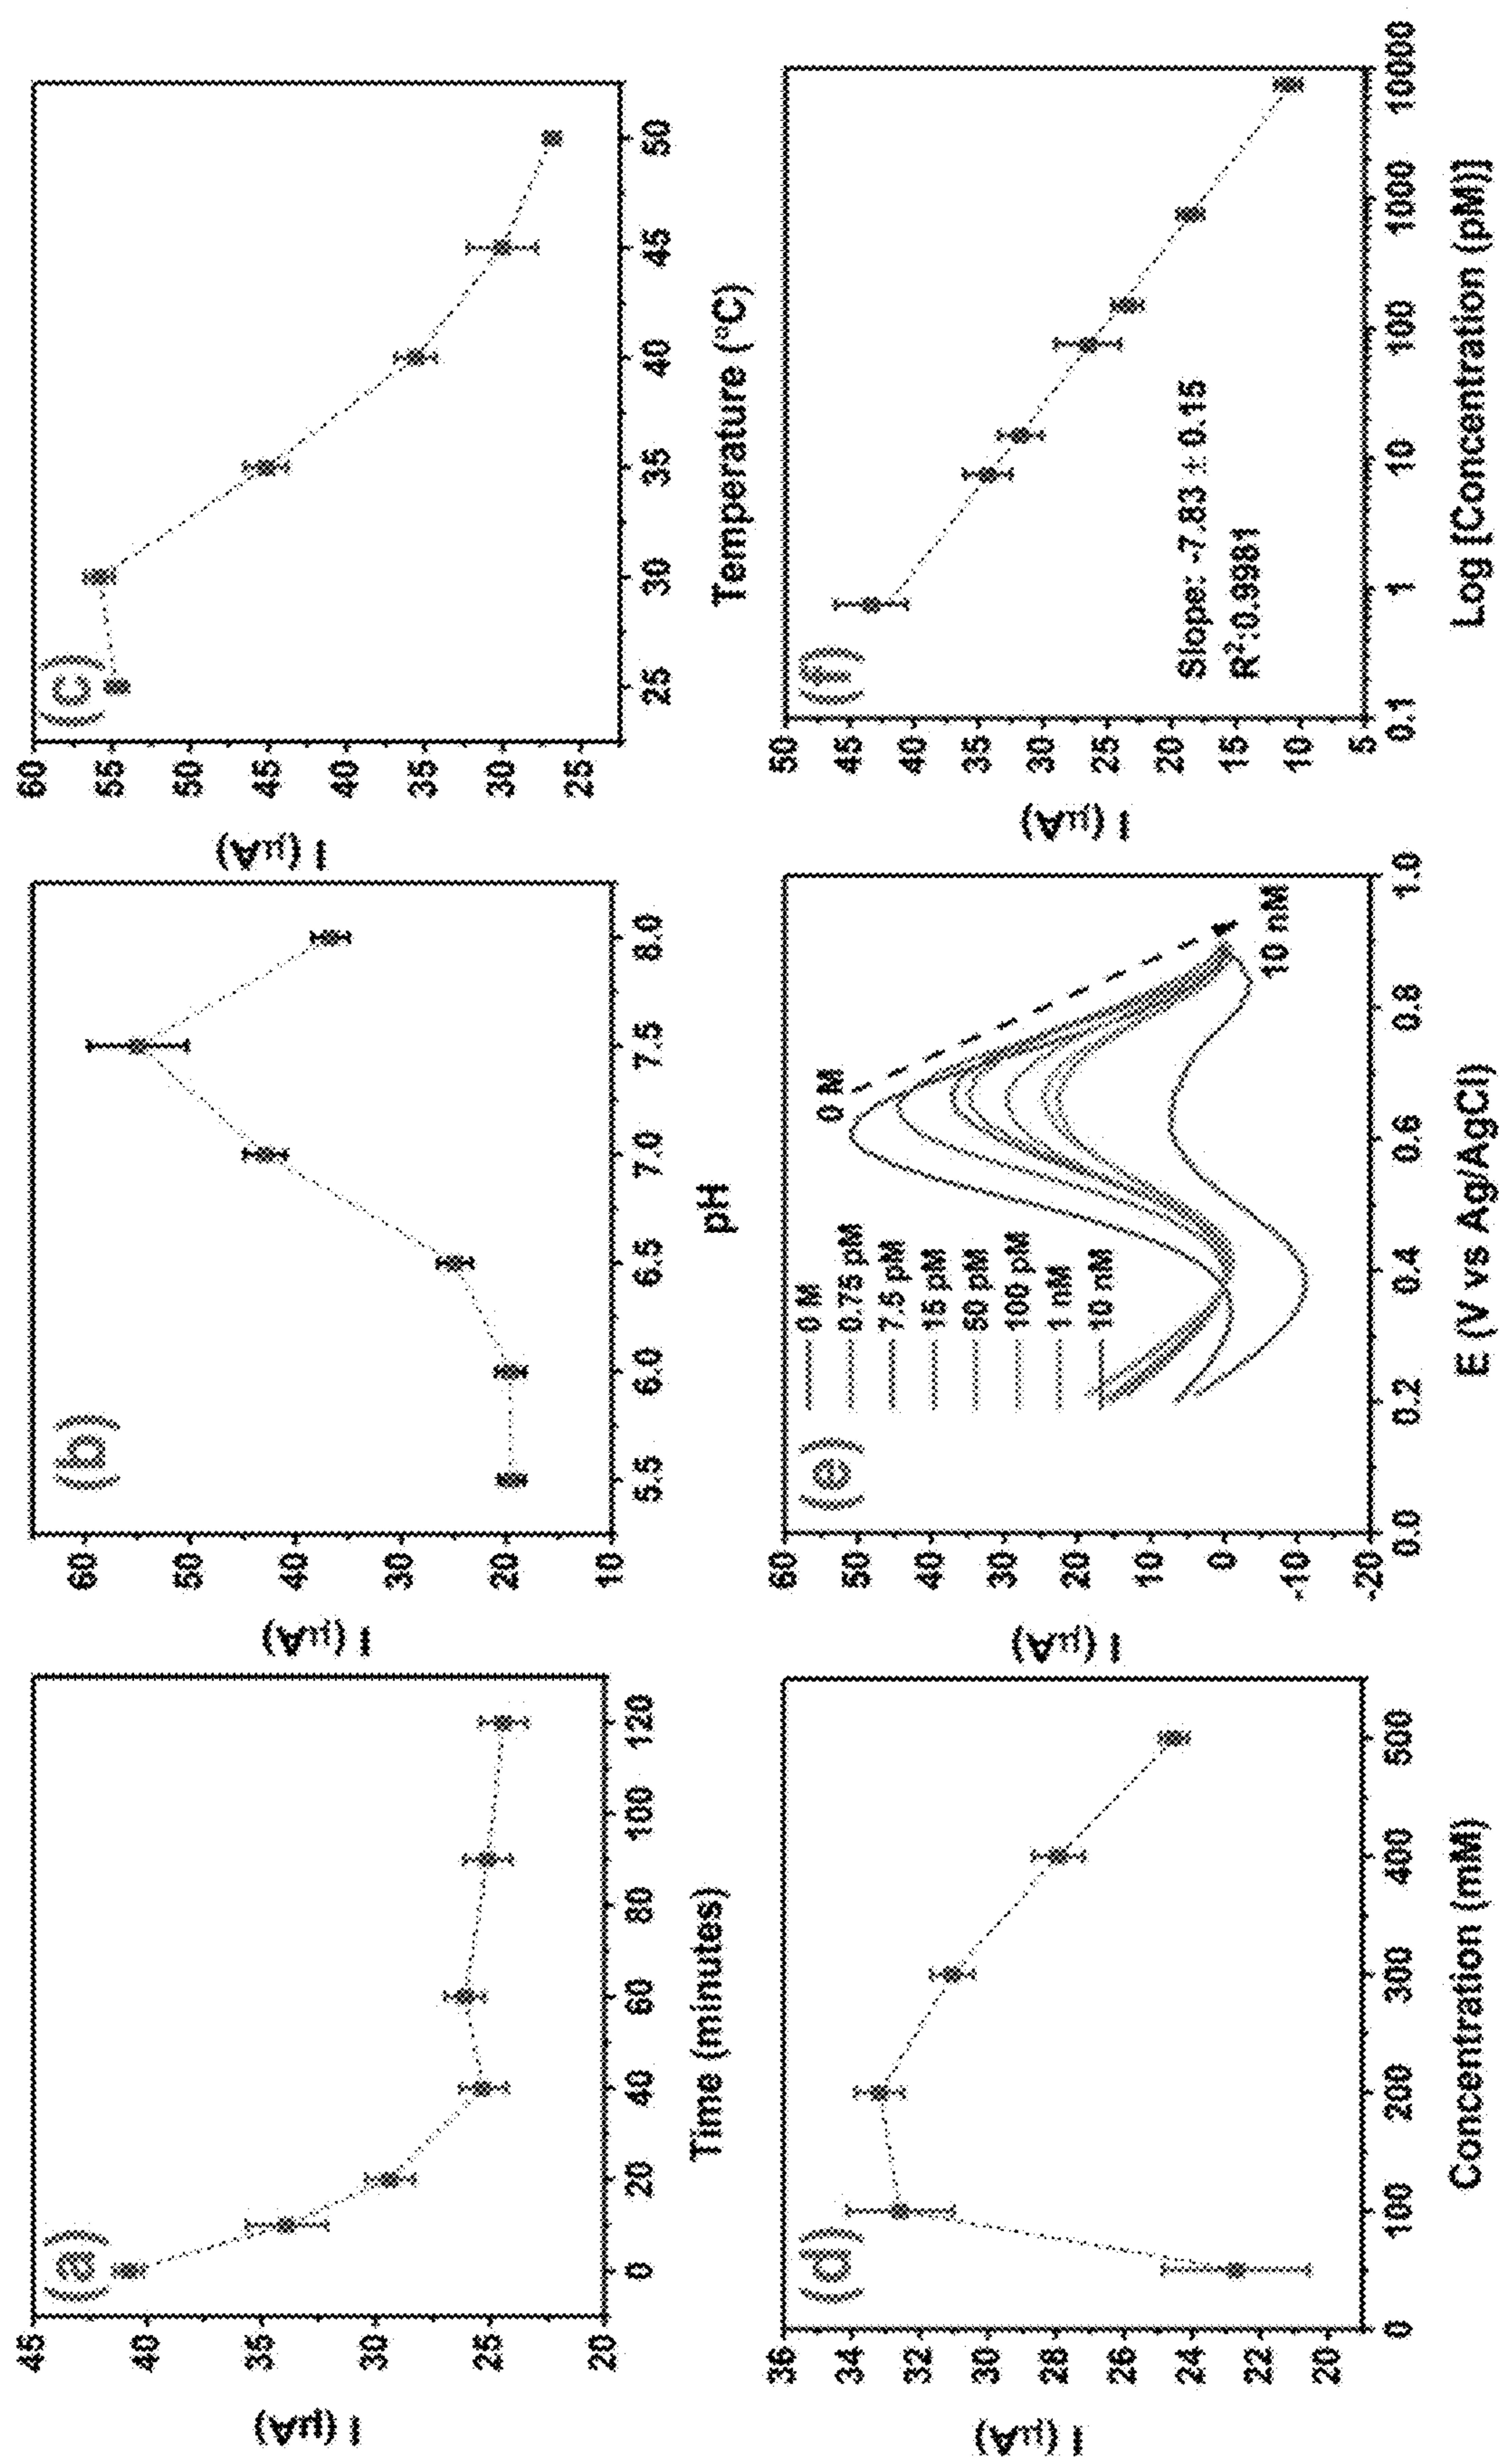 (a)
I (μA)
45
40
35
30
25
20
0 20 40 60 80 100 120
Time (minutes)
(b)
I (μA)
60
50
40
30
20
10
5.5 6.0 6.5 7.0 7.5 8.0
pH
(c)
I (μA)
60
55
50
45
40
35
30
25
25 30 35 40 45 50
Temperature (°C)
(d)
I (μA)
36
34
32
30
28
26
24
22
20
0 100 200 300 400 500
Concentration (mM)
(e)
I (μA)
60
50
40
30
20
10
0
-10
-20
0 M
0.75 pM
7.5 pM
15 pM
50 pM
100 pM
1 nM
10 nM
0 M
10 nM
0.0 0.2 0.4 0.6 0.8 1.0
E (V vs Ag/AgCl)
(f)
I (μA)
50
45
40
35
30
25
20
15
10
5
Slope: -7.83 ± 0.15
R²:0.9981
0.1 1 10 100 1000 10000
Log [Concentration (pM)]